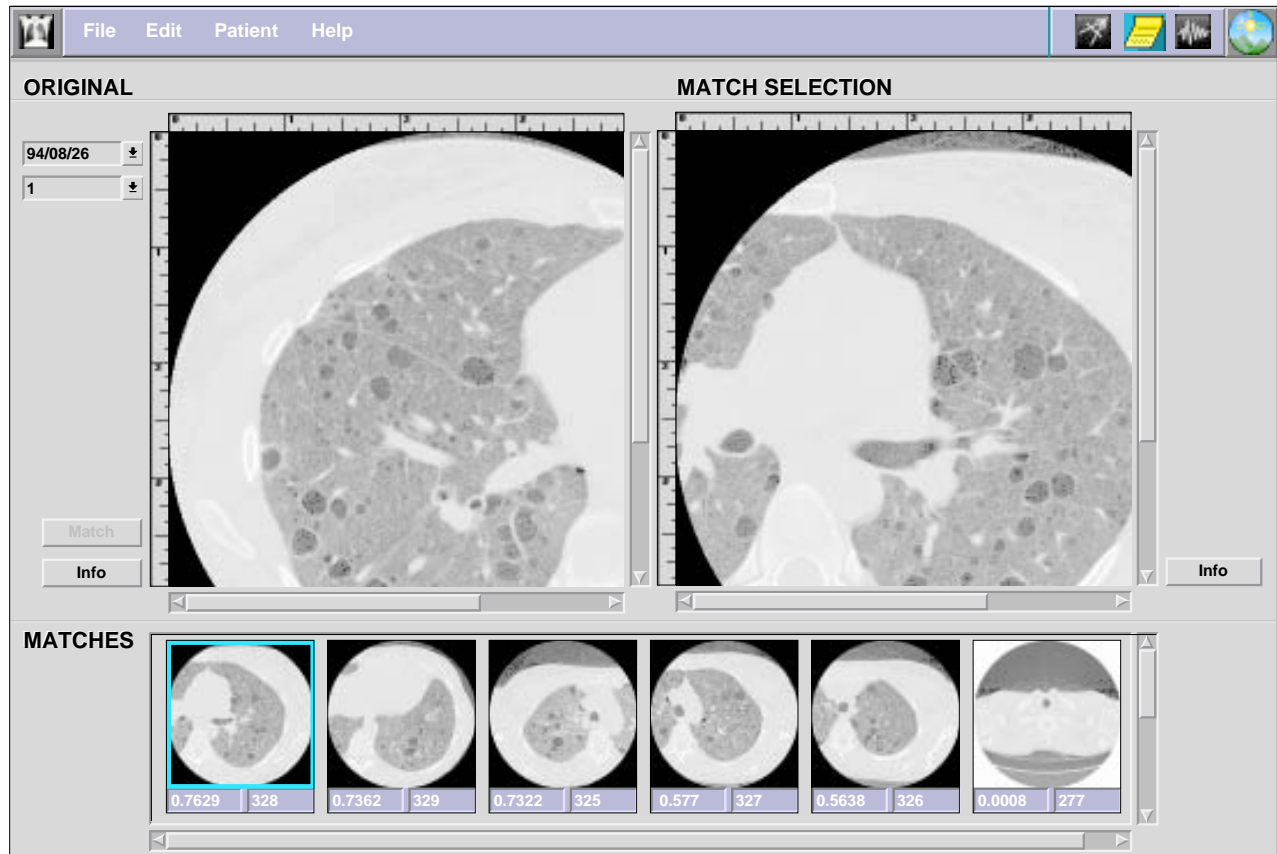 File Edit Patient Help
ORIGINAL
MATCH SELECTION
94/08/26
1
Match
Info
Info
MATCHES
0.7629 328
0.7362 329
0.7322 325
0.577 327
0.5638 326
0.0008 277